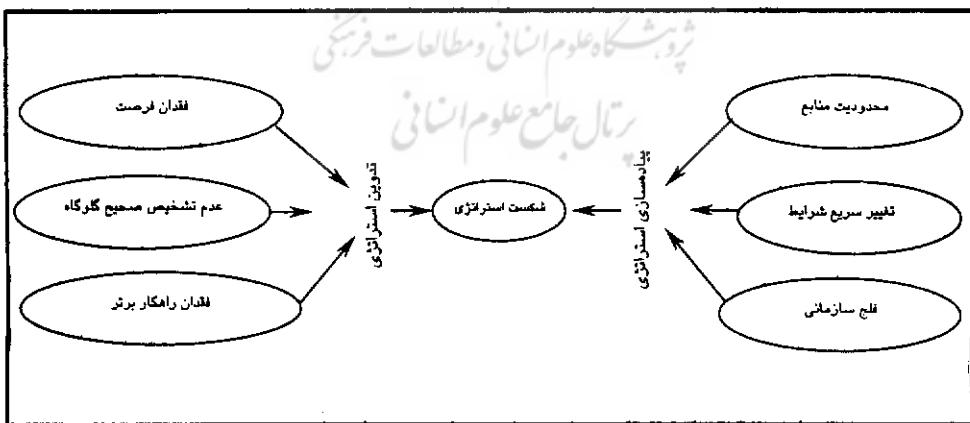 پژوهشگاه علوم انسانی و مطالعات فرهنگی
پرتال جامع علوم انسانی
محدودیت منابع
تغییر سریع شرایط
فلج سازمانی
پیاده‌سازی استراتژی
شکست استراتژی
تدوین استراتژی
فقدان فرصت
عدم تشخیص صحیح گلوگاه
فقدان راهکار برتر